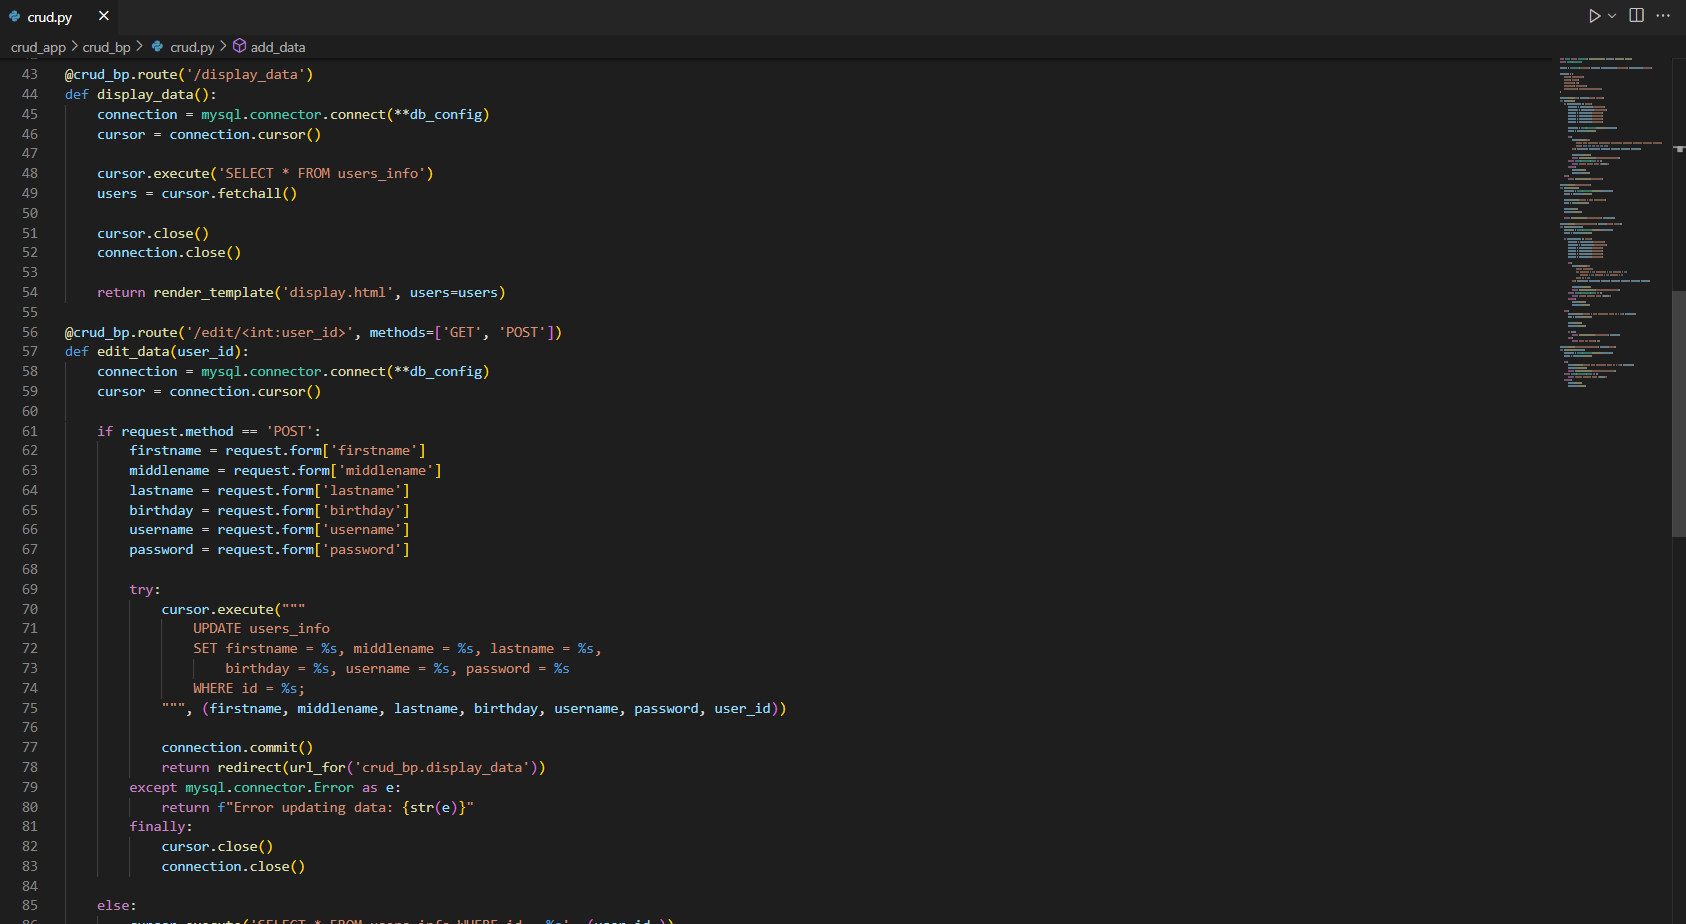 crud.py
crud_app > crud_bp > crud.py > add_data
43 @crud_bp.route('/display_data')
44 def display_data():
45     connection = mysql.connector.connect(**db_config)
46     cursor = connection.cursor()
47
48     cursor.execute('SELECT * FROM users_info')
49     users = cursor.fetchall()
50
51     cursor.close()
52     connection.close()
53
54     return render_template('display.html', users=users)
55
56 @crud_bp.route('/edit/<int:user_id>', methods=['GET', 'POST'])
57 def edit_data(user_id):
58     connection = mysql.connector.connect(**db_config)
59     cursor = connection.cursor()
60
61     if request.method == 'POST':
62         firstname = request.form['firstname']
63         middlename = request.form['middlename']
64         lastname = request.form['lastname']
65         birthday = request.form['birthday']
66         username = request.form['username']
67         password = request.form['password']
68
69         try:
70             cursor.execute("""
71                 UPDATE users_info
72                 SET firstname = %s, middlename = %s, lastname = %s,
73                     birthday = %s, username = %s, password = %s
74                 WHERE id = %s;
75             """, (firstname, middlename, lastname, birthday, username, password, user_id))
76
77             connection.commit()
78             return redirect(url_for('crud_bp.display_data'))
79         except mysql.connector.Error as e:
80             return f"Error updating data: {str(e)}"
81         finally:
82             cursor.close()
83             connection.close()
84
85     else:
86         cursor.execute('SELECT * FROM users_info WHERE id = %s', (user_id,))